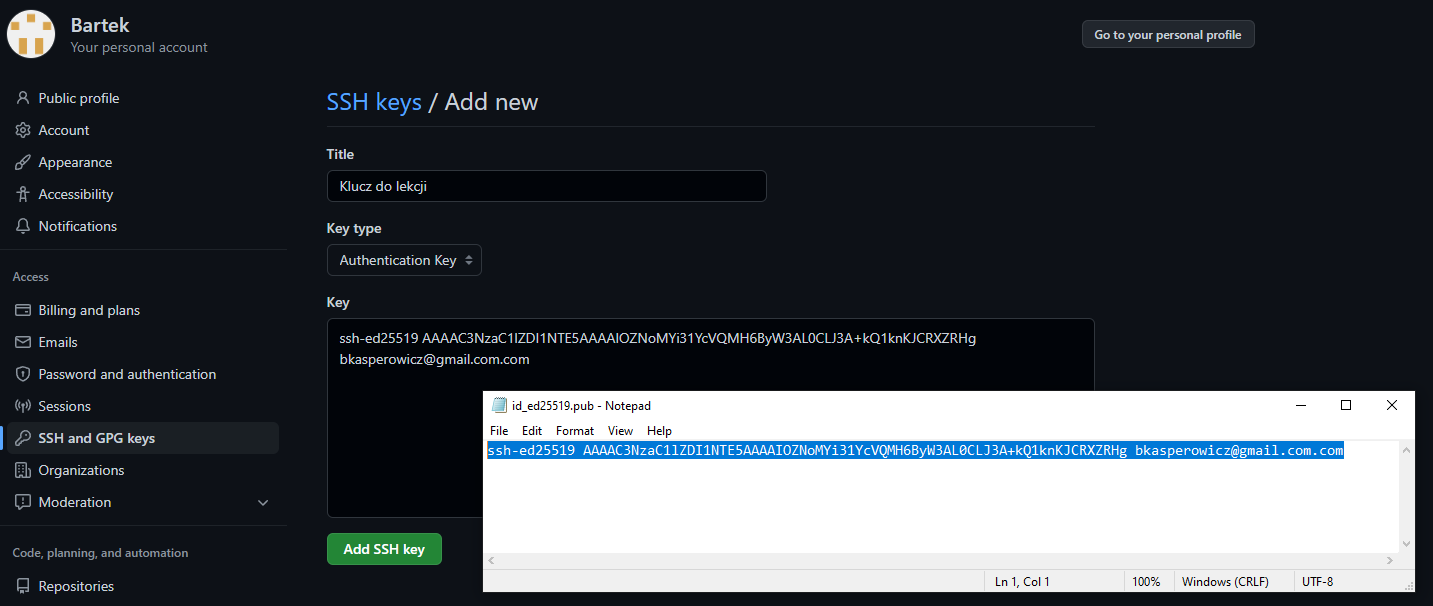 Bartek
Your personal account
Go to your personal profile
Public profile
Account
Appearance
Accessibility
Notifications
Access
Billing and plans
Emails
Password and authentication
Sessions
SSH and GPG keys
Organizations
Moderation
Code, planning, and automation
Repositories
SSH keys / Add new
Title
Klucz do lekcji
Key type
Authentication Key
Key
ssh-ed25519 AAAAC3NzaC1lZDI1NTE5AAAAIOZNoMYi31YcVQMH6ByW3AL0CLJ3A+kQ1knKJCRXZRHg
bkasperowicz@gmail.com.com
Add SSH key
id_ed25519.pub - Notepad
File Edit Format View Help
ssh-ed25519 AAAAC3NzaC1lZDI1NTE5AAAAIOZNoMYi31YcVQMH6ByW3AL0CLJ3A+kQ1knKJCRXZRHg bkasperowicz@gmail.com.com
Ln 1, Col 1 100% Windows (CRLF) UTF-8